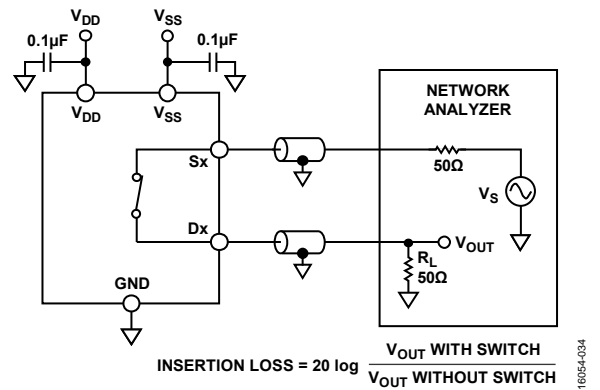 VDD
VSS
0.1µF
0.1µF
VDD
VSS
NETWORK
ANALYZER
Sx
50Ω
VS
Dx
VOUT
RL
50Ω
GND
INSERTION LOSS = 20 log VOUT WITH SWITCH
VOUT WITHOUT SWITCH
16054-034